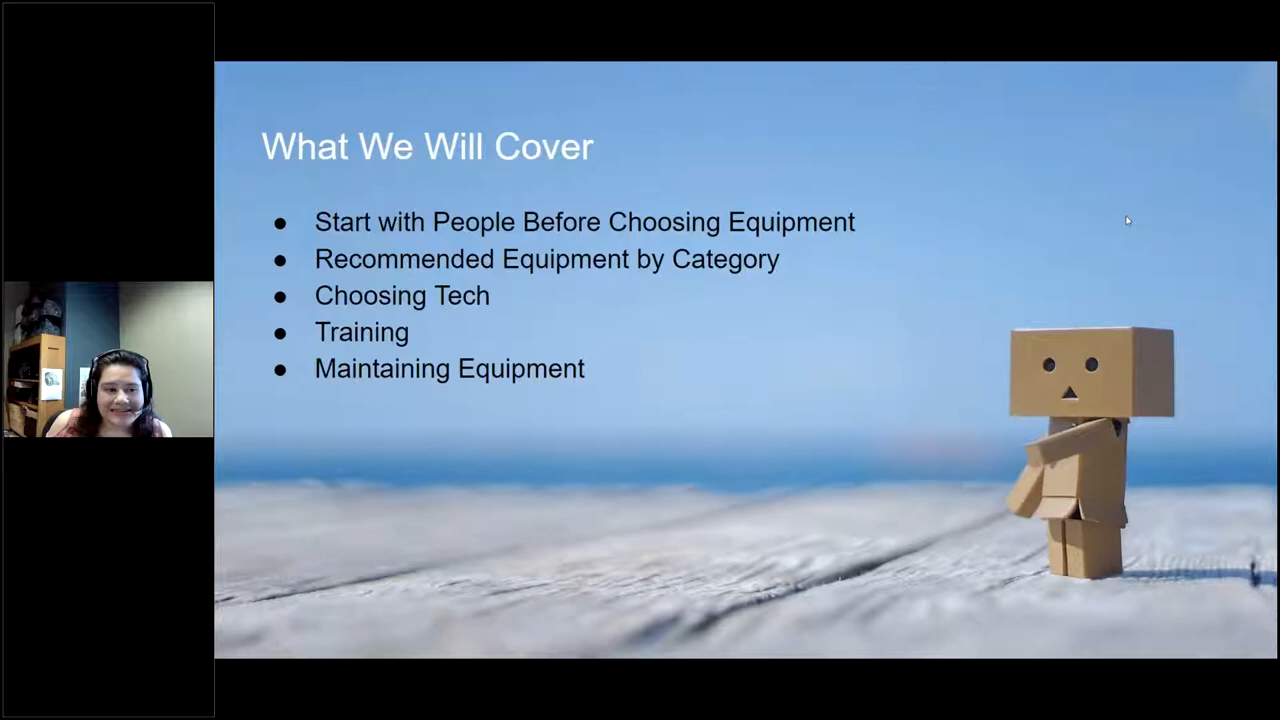 What We Will Cover
● Start with People Before Choosing Equipment
● Recommended Equipment by Category
● Choosing Tech
● Training
● Maintaining Equipment